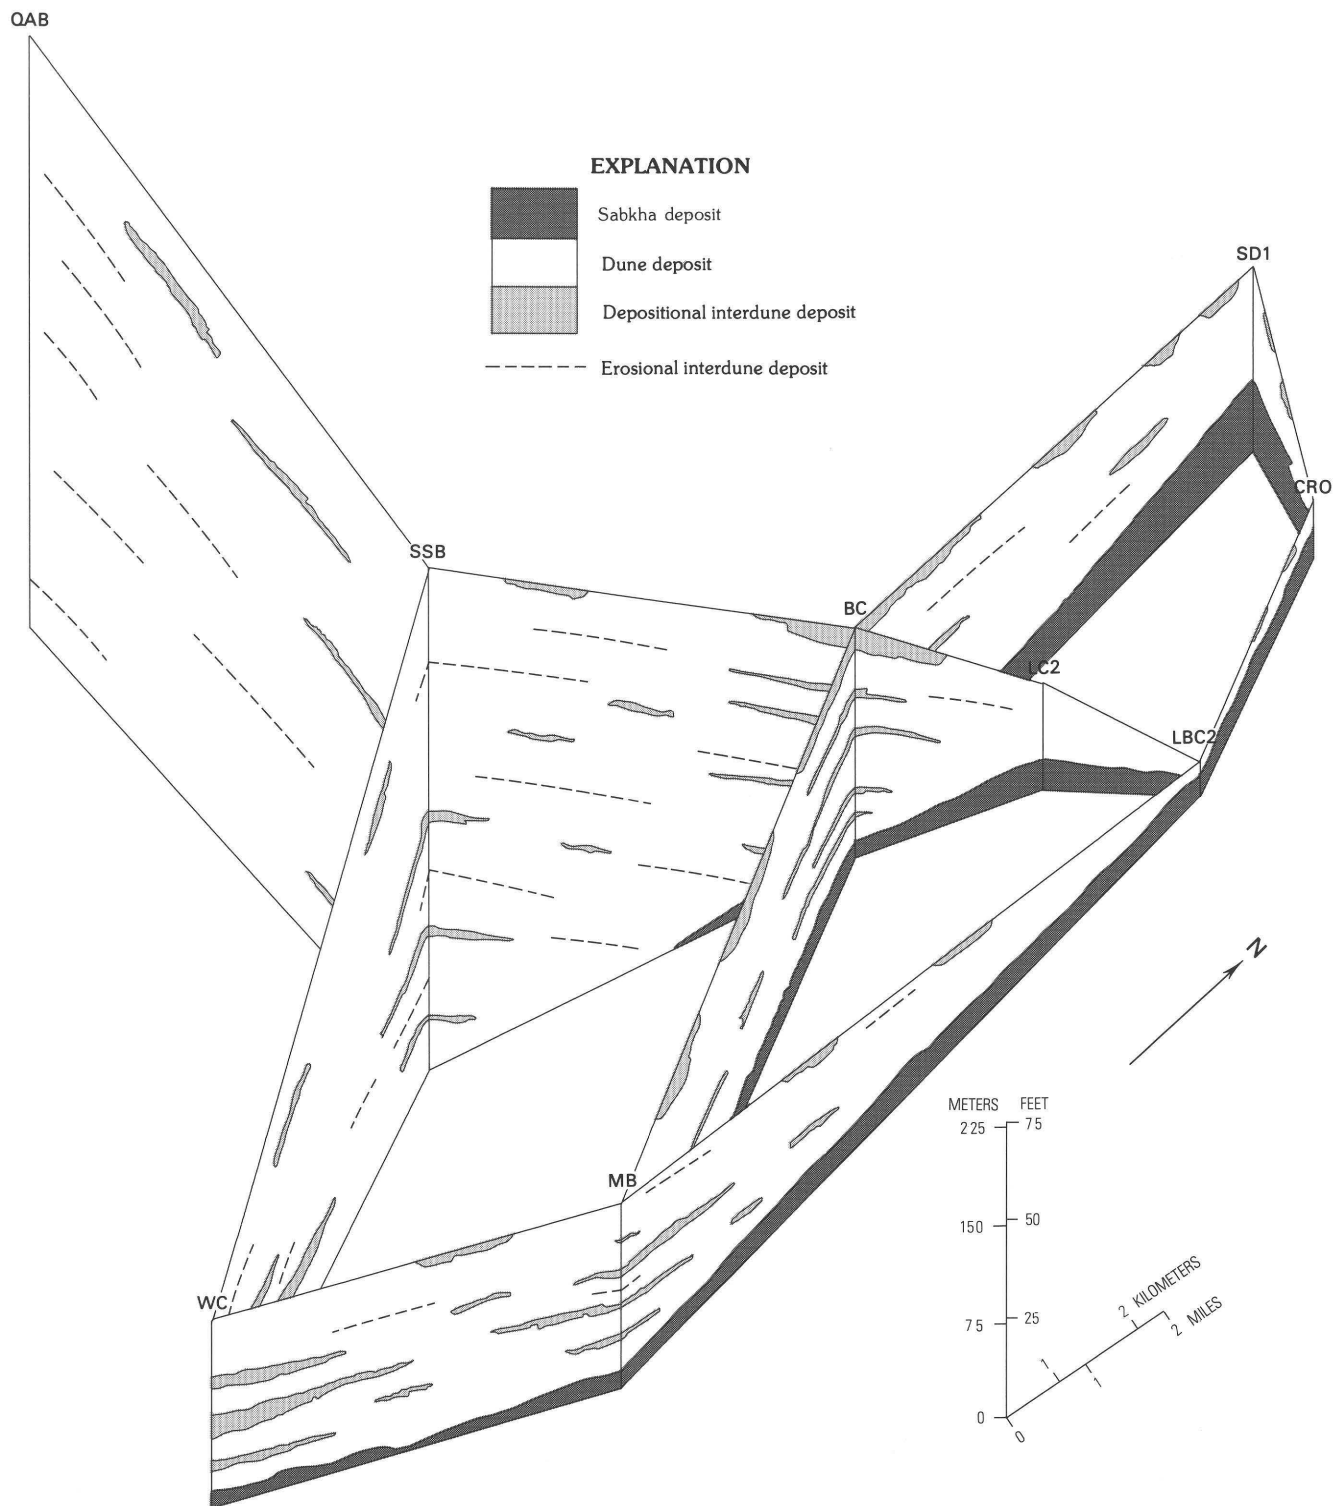 QAB
EXPLANATION
Sabkha deposit
Dune deposit
Depositional interdune deposit
Erosional interdune deposit
SD1
CRO
SSB
BC
LC2
LBC2
N
METERS FEET
225 75
150 50
75 25
0
0
1
1
2 KILOMETERS
2 MILES
MB
WC